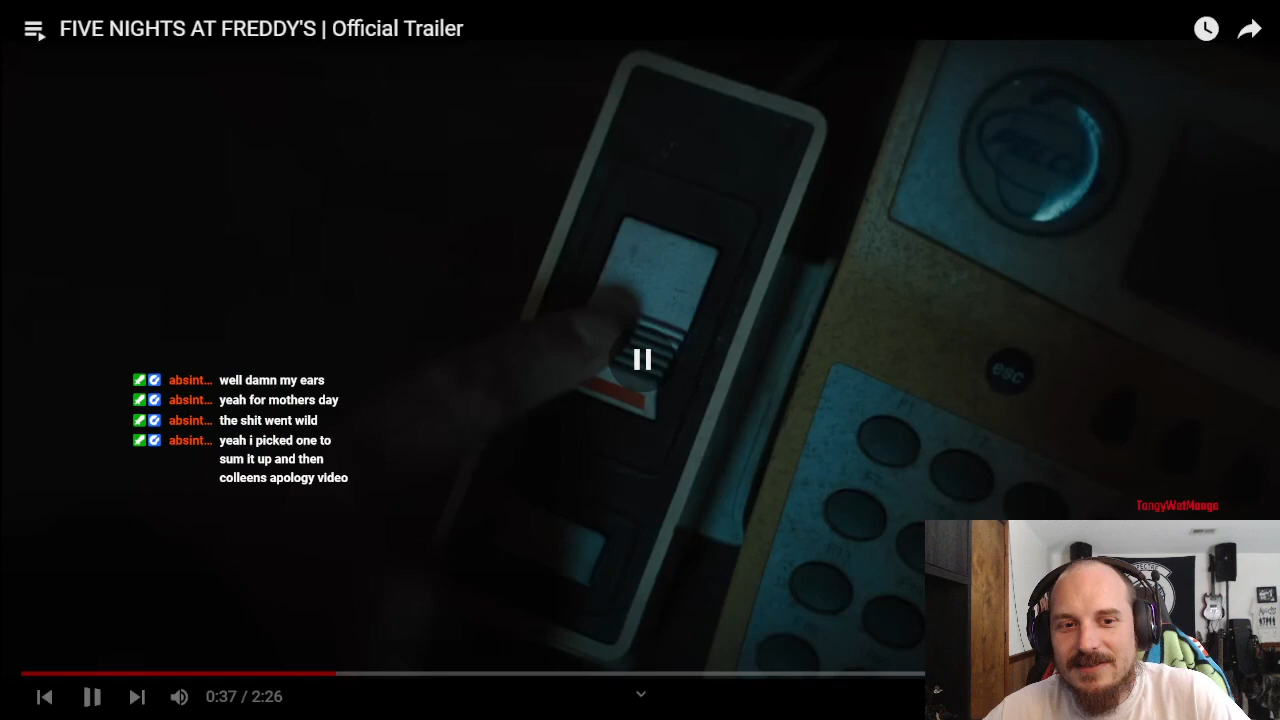 FIVE NIGHTS AT FREDDY'S | Official Trailer
esc
absint... well damn my ears
absint... yeah for mothers day
absint... the shit went wild
absint... yeah i picked one to
sum it up and then
colleens apology video
TangyWatMango
0:37 / 2:26